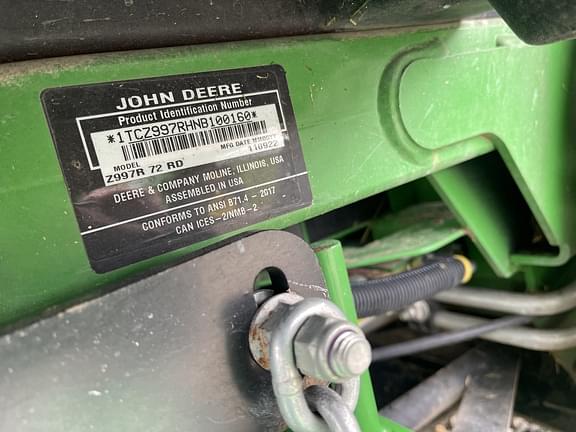 JOHN DEERE
Product Identification Number
*1TCZ997RHNB100160*
MODEL
MFG DATE MMDDYY
Z997R 72 RD
110922
DEERE & COMPANY MOLINE, ILLINOIS, USA
ASSEMBLED IN USA
CONFORMS TO ANSI B71.4 - 2017
CAN ICES-2/NMB-2